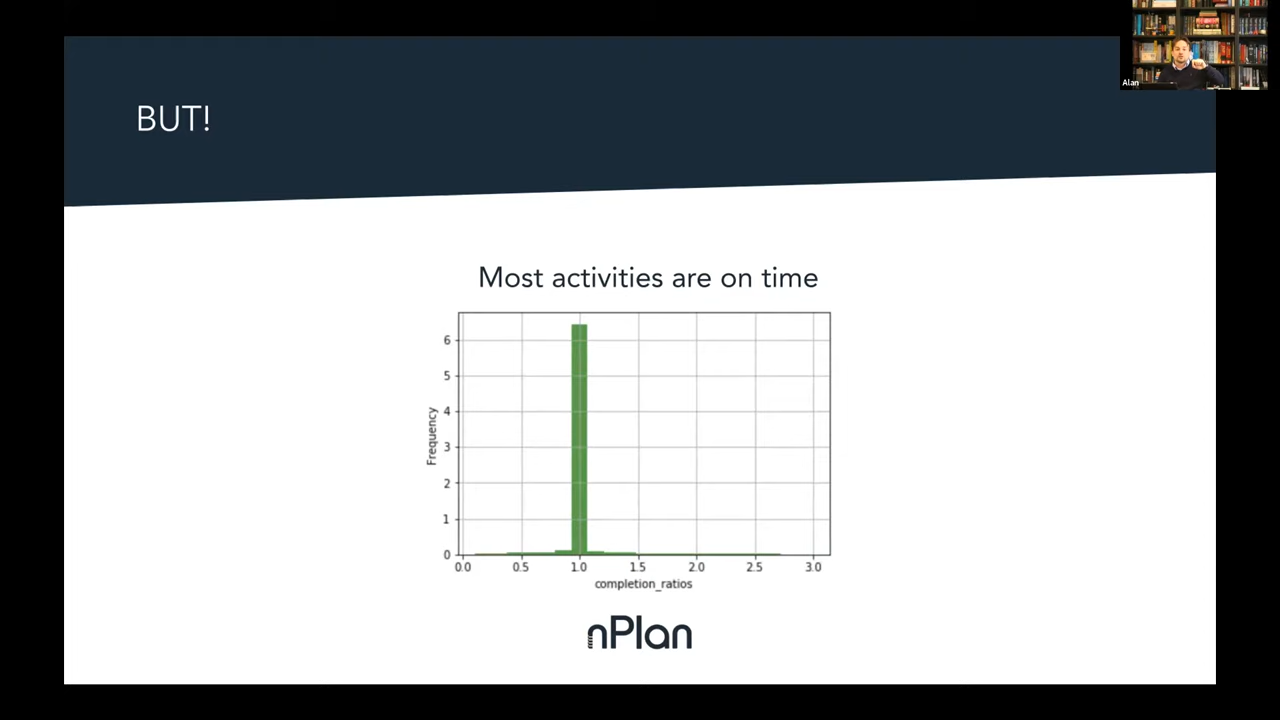 Alan
BUT!
Most activities are on time
Frequency
6
5
4
3
2
1
0
0.0 0.5 1.0 1.5 2.0 2.5 3.0
completion_ratios
nPlan